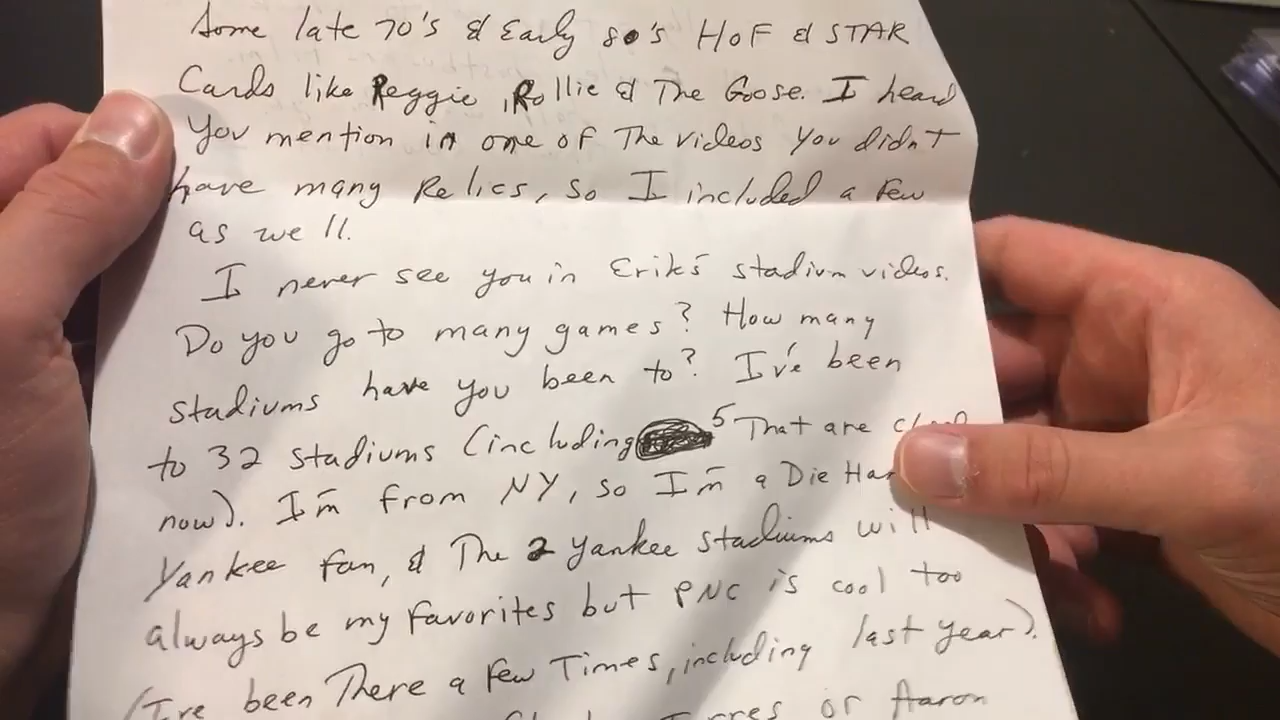 Some late 70's & Early 80's HOF & STAR
Cards like Reggie, Rollie & The Goose. I heard
You mention in one of The videos You didn't
have many Relics, so I included a few
as well.
I never see you in Erik's stadium videos.
Do you go to many games? How many
stadiums have you been to? I've been
to 32 stadiums (including 5 That are
now). I'm from NY, so I'm a Die
Yankee fan, & The 2 Yankee stadiums will
always be my favorites but PNC is cool too
(I've been There a few Times, including last year).
or Aaron